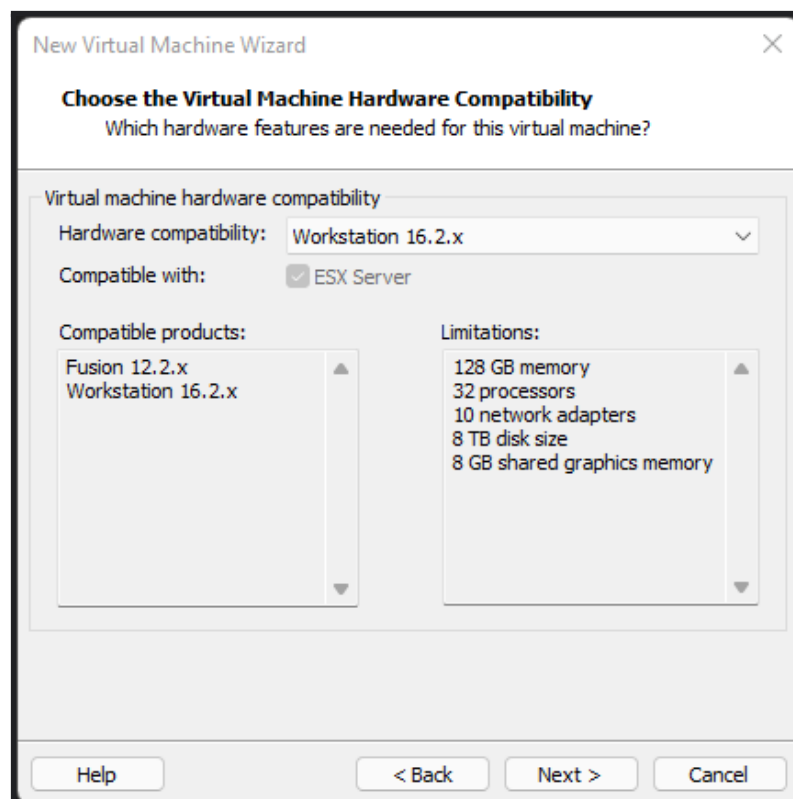 New Virtual Machine Wizard
Choose the Virtual Machine Hardware Compatibility
Which hardware features are needed for this virtual machine?
Virtual machine hardware compatibility
Hardware compatibility: Workstation 16.2.x
Compatible with: ESX Server
Compatible products:
Fusion 12.2.x
Workstation 16.2.x
Limitations:
128 GB memory
32 processors
10 network adapters
8 TB disk size
8 GB shared graphics memory
Help < Back Next > Cancel